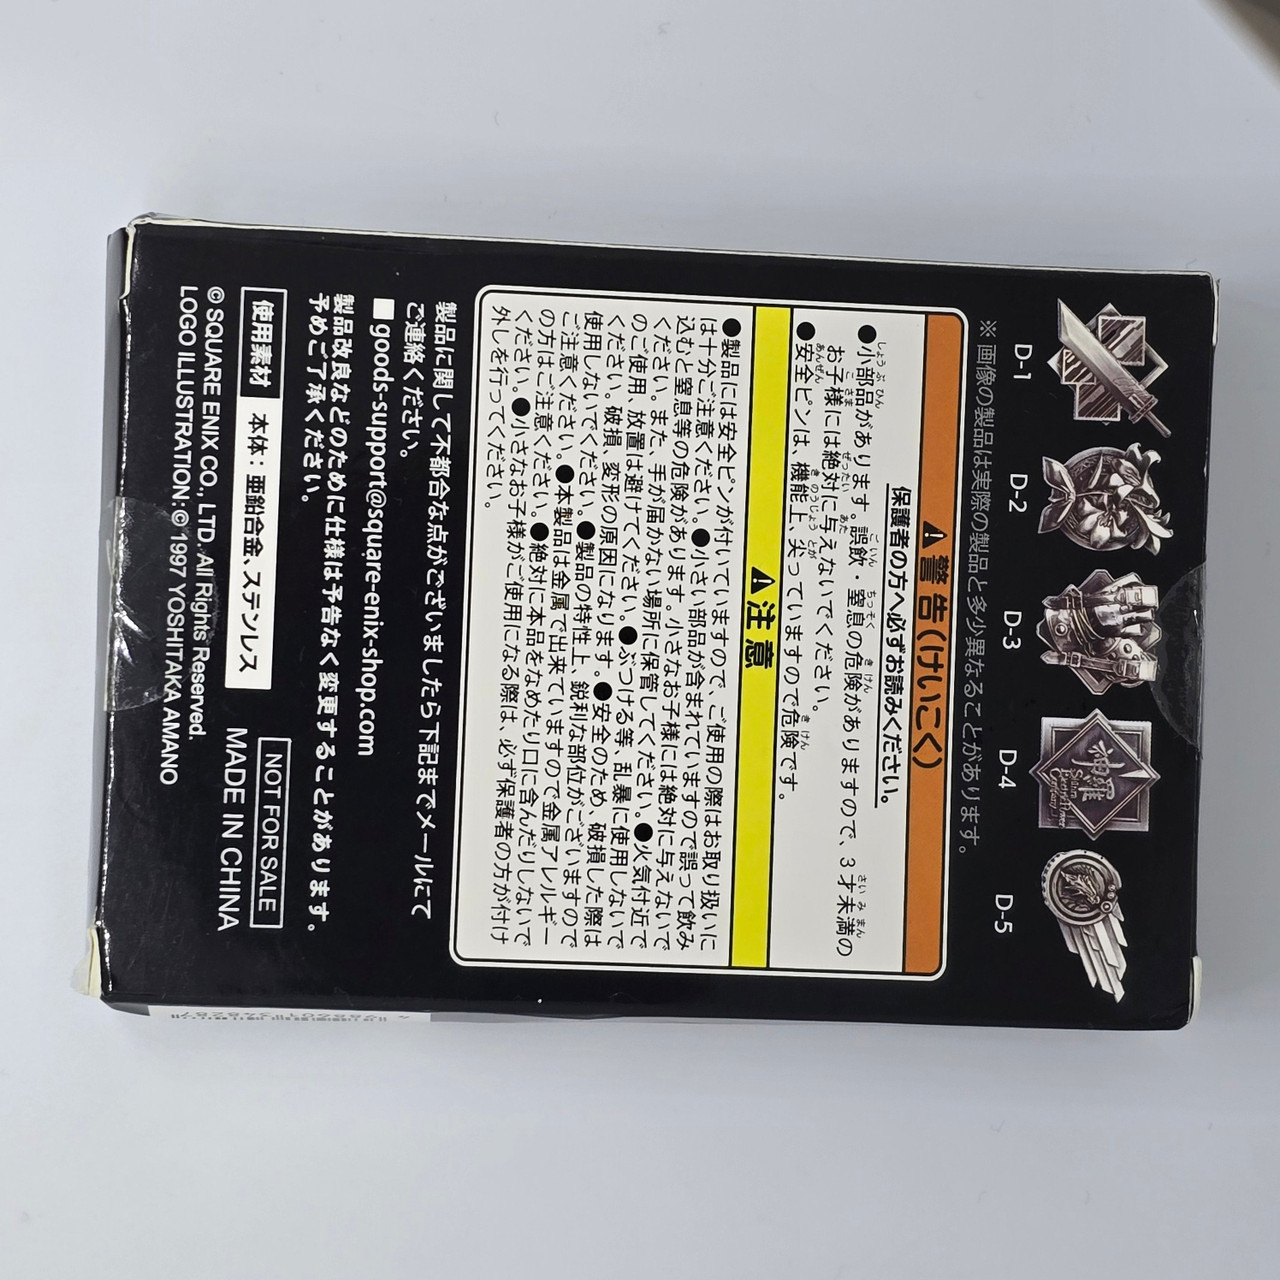 D-1
D-2
D-3
D-4
D-5
神羅
※画像の製品は実際の製品と多少異なることがあります。
⚠警告(けいこく)
保護者の方へ必ずお読みください。
●小部品があります。誤飲・窒息の危険がありますので、3才未満の
お子様には絶対に与えないでください。
●安全ピンは、機能上、尖っていますので危険です。
⚠注意
●製品には安全ピンが付いていますので、ご使用の際はお取り扱いに
は十分ご注意ください。●小さい部品が含まれていますので誤って飲み
込むと窒息等の危険があります。小さなお子様には絶対に与えないで
ください。また、手が届かない場所に保管してください。●火気付近で
のご使用、放置は避けてください。●ぶつける等、乱暴に使用しないで
ください。破損、変形の原因になります。●安全のため、破損した際は
使用しないでください。●製品の特性上、鋭利な部位がございますので
ご注意ください。●本製品は金属で出来ていますので金属アレルギー
の方はご注意ください。●絶対に本品をなめたり口に含んだりしないで
ください。●小さなお子様がご使用になる際は、必ず保護者の方が付け
外しを行ってください。
製品に関して不都合な点がございましたら下記までメールにて
ご連絡ください。
■goods-support@square-enix-shop.com
製品改良などのために仕様は予告なく変更することがあります。
予めご了承ください。
使用素材 本体：亜鉛合金、ステンレス
NOT FOR SALE
© SQUARE ENIX CO., LTD. All Rights Reserved.
LOGO ILLUSTRATION:© 1997 YOSHITAKA AMANO
MADE IN CHINA